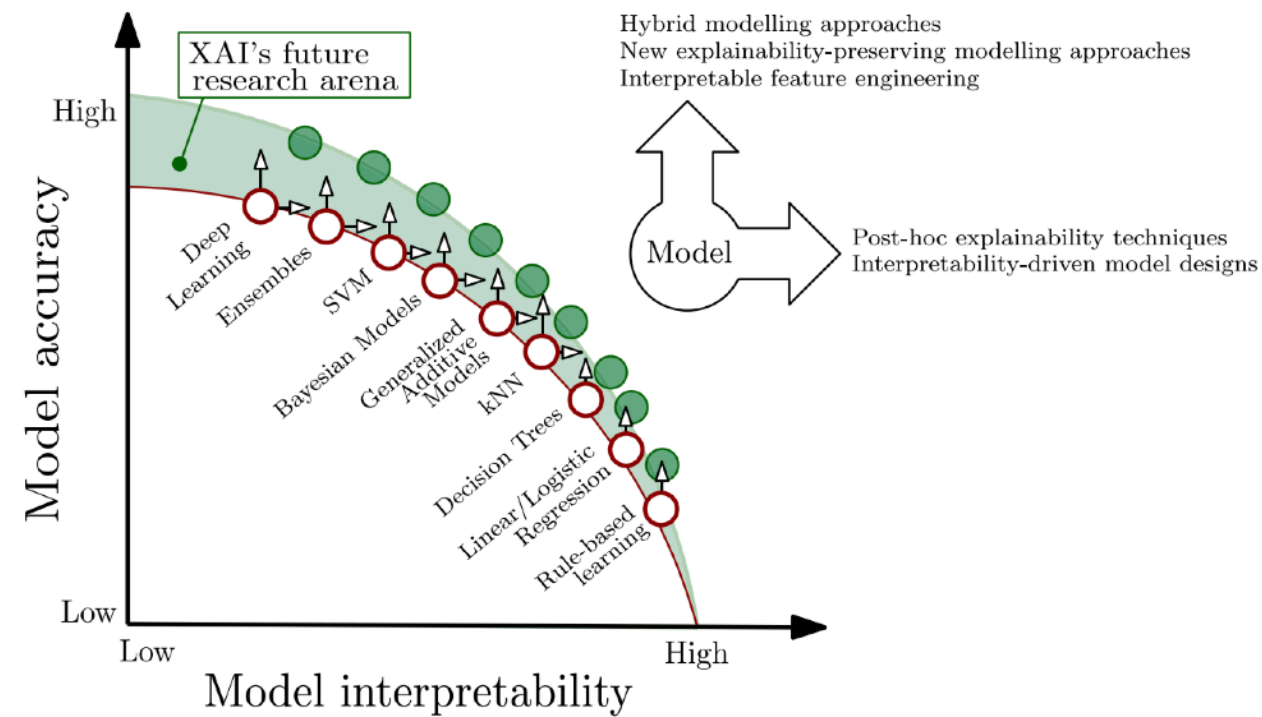 Hybrid modelling approaches
New explainability-preserving modelling approaches
Interpretable feature engineering
XAI's future
research arena
High
Model accuracy
Low
Deep
Learning
Ensembles
SVM
Bayesian Models
Generalized
Additive
Models
kNN
Decision Trees
Linear/Logistic
Regression
Rule-based
learning
Model
Post-hoc explainability techniques
Interpretability-driven model designs
Low
High
Model interpretability